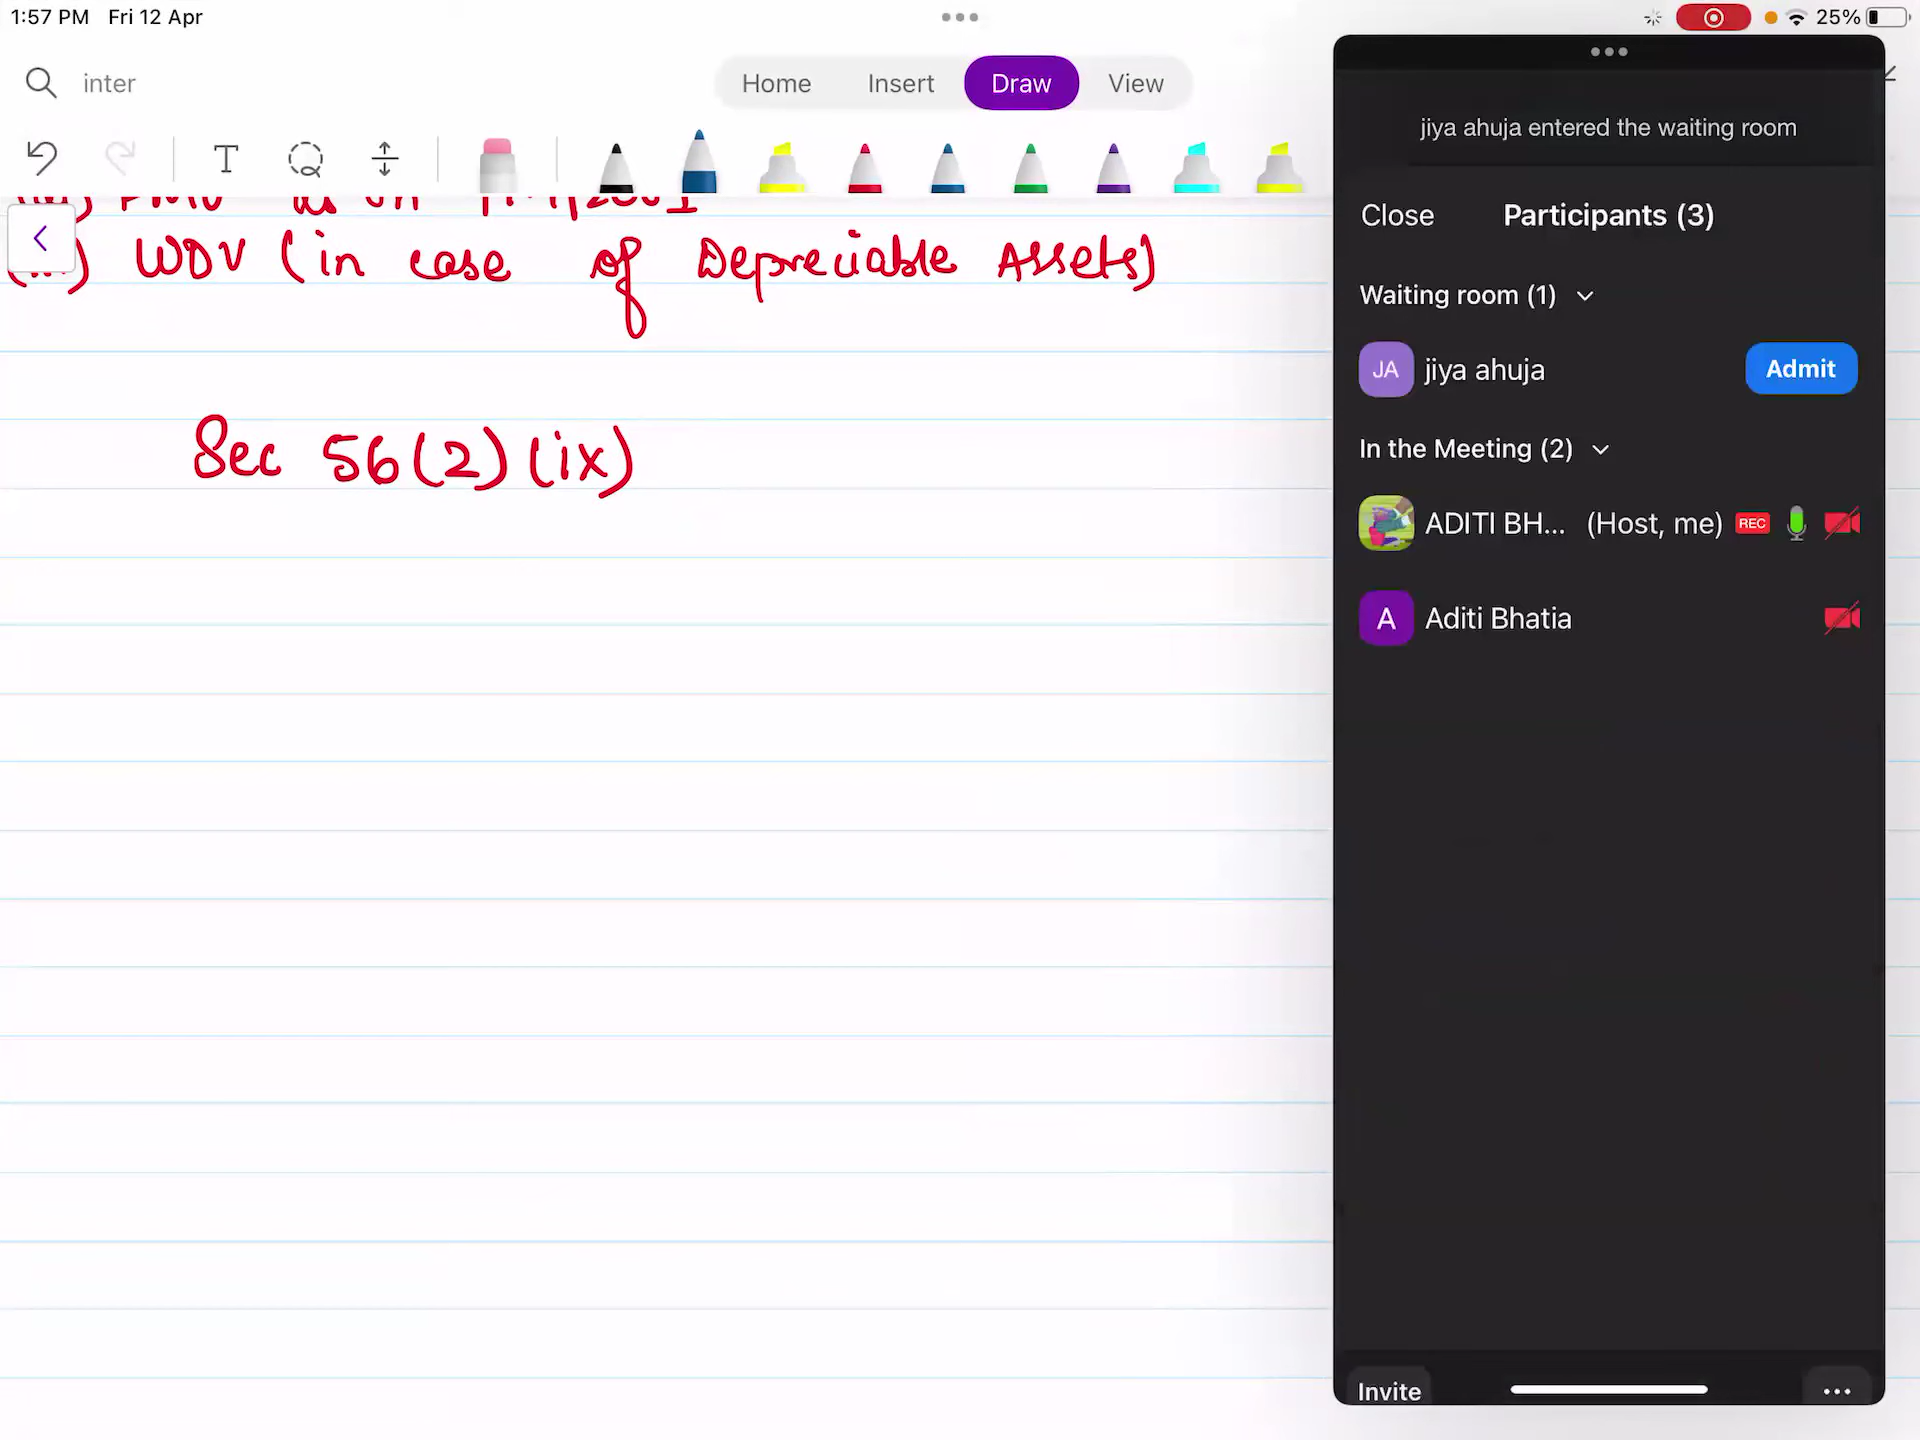 1:57 PM Fri 12 Apr
25%
inter
Home Insert Draw View
T
is on
WDV (in case of Depreciable Assets)
Sec 56(2)(ix)
jiya ahuja entered the waiting room
Close Participants (3)
Waiting room (1)
JA jiya ahuja Admit
In the Meeting (2)
ADITI BH... (Host, me) REC
A Aditi Bhatia
Invite